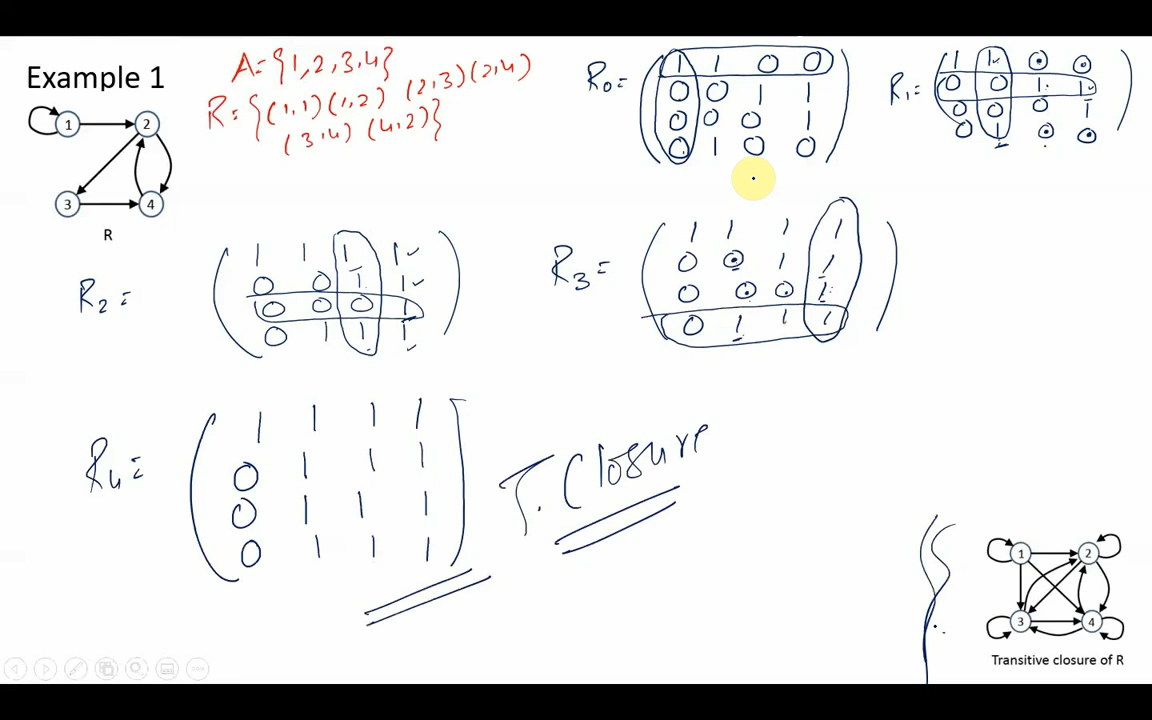 Example 1
A={1,2,3,4}
R={(1,1)(1,2) (2,3)(2,4)
(3,4) (4,2)}
1 2
3 4
R
R₀=
1 1 0 0
0 0 1 1
0 0 0 1
0 1 0 0
R₁=
1 1 0 0
0 0 1 1
0 0 0 1
0 1 0 0
R₂=
1 1 1 1
0 0 1 1
0 0 0 1
0 1 1 1
R₃=
1 1 1 1
0 0 1 1
0 0 0 1
0 1 1 1
R₄=
1 1 1 1
0 1 1 1
0 1 1 1
0 1 1 1
T. Closure
1 2
3 4
Transitive closure of R